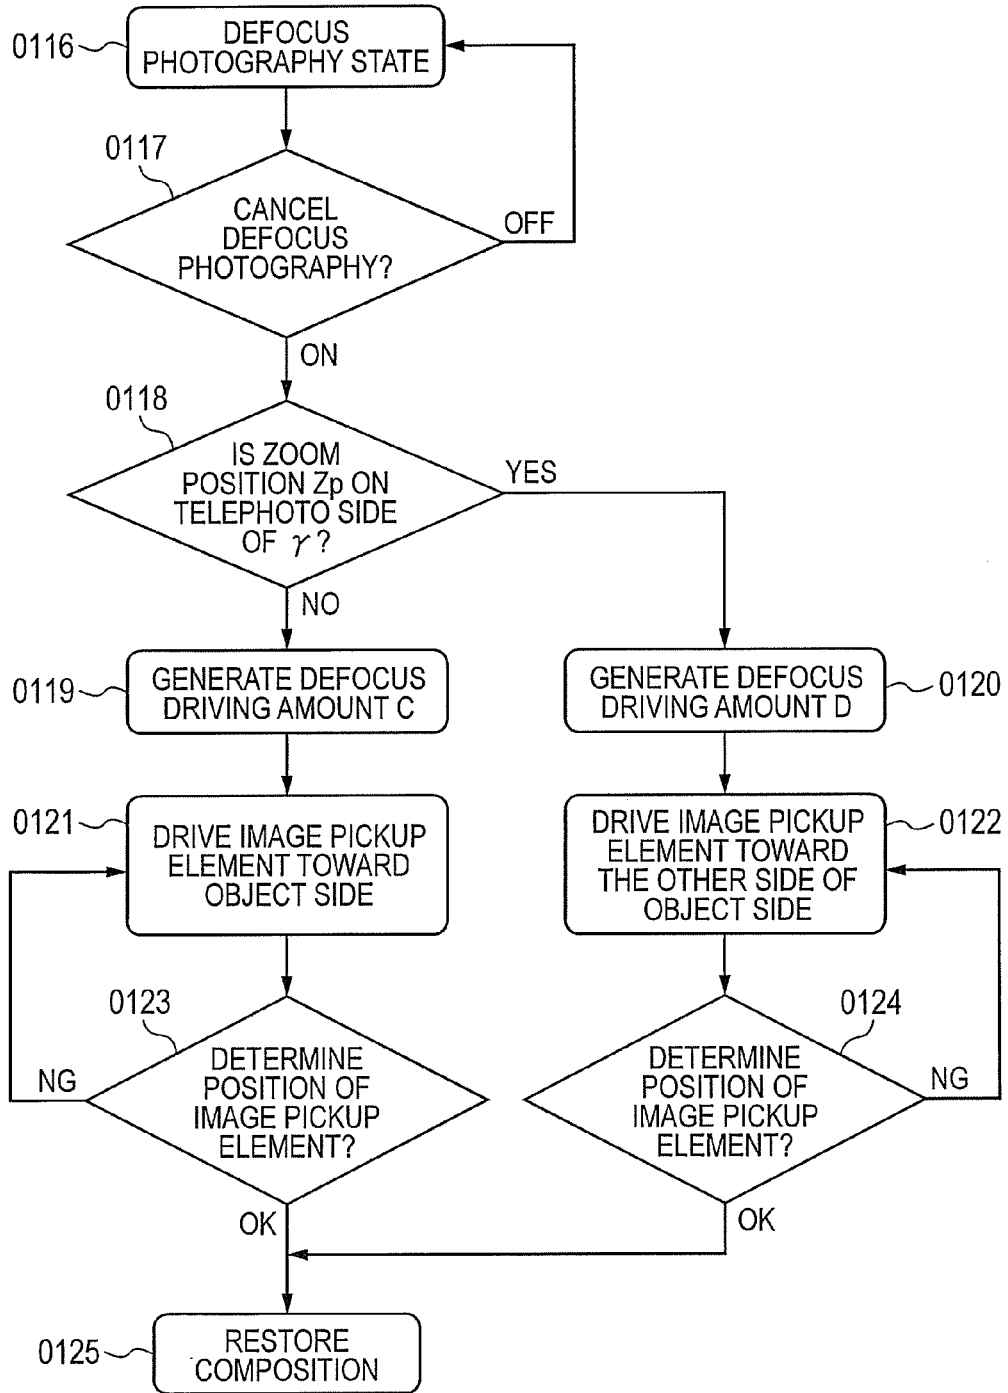 0116
DEFOCUS
PHOTOGRAPHY STATE
0117
CANCEL
DEFOCUS
PHOTOGRAPHY?
OFF
ON
0118
IS ZOOM
POSITION Zp ON
TELEPHOTO SIDE
OF γ?
YES
NO
0119
GENERATE DEFOCUS
DRIVING AMOUNT C
GENERATE DEFOCUS
DRIVING AMOUNT D
0120
0121
DRIVE IMAGE PICKUP
ELEMENT TOWARD
OBJECT SIDE
DRIVE IMAGE PICKUP
ELEMENT TOWARD
THE OTHER SIDE OF
OBJECT SIDE
0122
0123
DETERMINE
POSITION OF
IMAGE PICKUP
ELEMENT?
NG
OK
0124
DETERMINE
POSITION OF
IMAGE PICKUP
ELEMENT?
NG
OK
0125
RESTORE
COMPOSITION